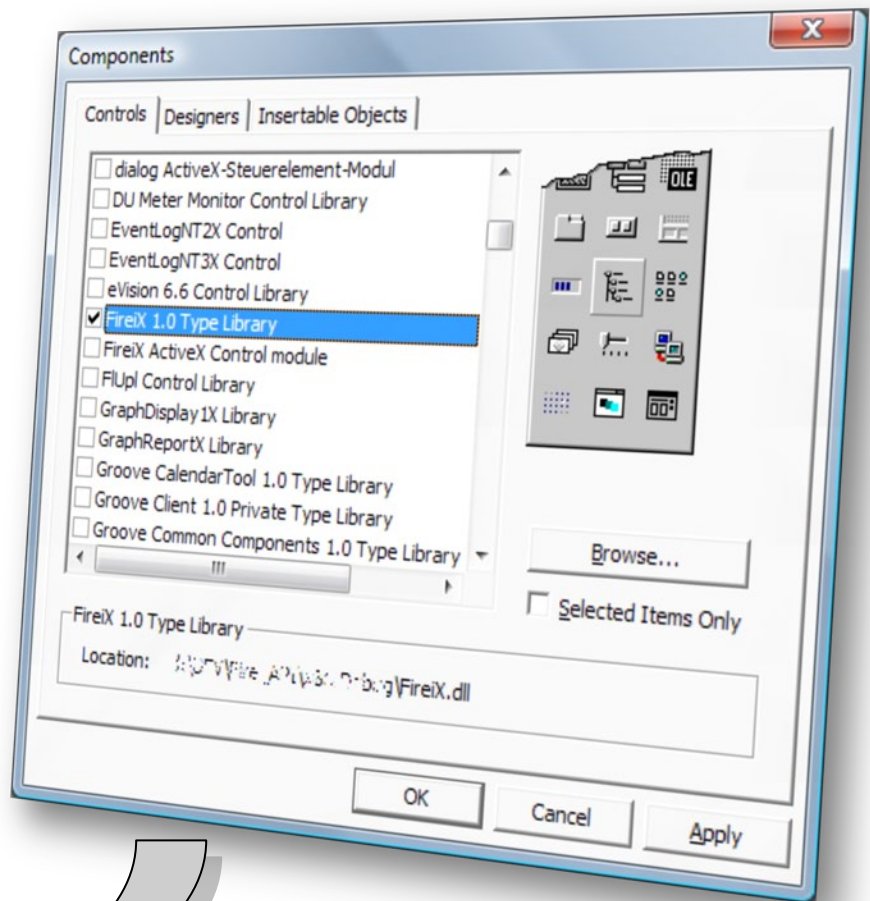 Components
x
Controls
Designers
Insertable Objects
dialog ActiveX-Steuerelement-Modul
DU Meter Monitor Control Library
EventLogNT2X Control
EventLogNT3X Control
eVision 6.6 Control Library
FireiX 1.0 Type Library
FireiX ActiveX Control module
FlUpl Control Library
GraphDisplay1X Library
GraphReportX Library
Groove CalendarTool 1.0 Type Library
Groove Client 1.0 Private Type Library
Groove Common Components 1.0 Type Library
OLE
Browse...
Selected Items Only
FireiX 1.0 Type Library
Location: \FireiX.dll
OK
Cancel
Apply